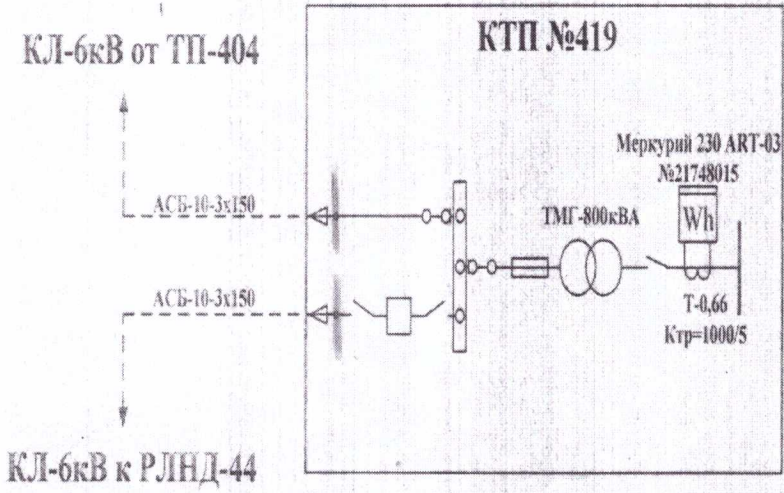 КЛ-6кВ от ТП-404
КТП №419
Меркурий 230 ART-03
№21748015
АСБ-10-3х150
ТМГ-800кВА
Wh
АСБ-10-3х150
Т-0,66
Ктр=1000/5
КЛ-6кВ к РЛНД-44